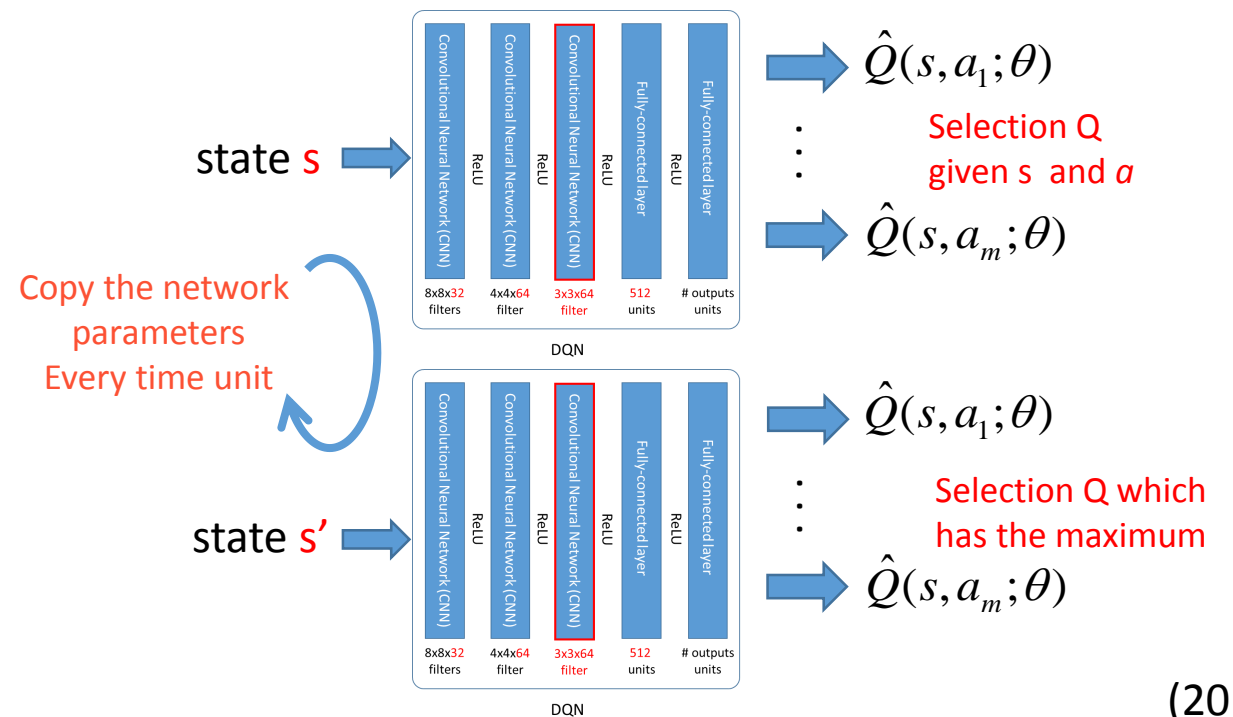 Convolutional Neural Network (CNN)
ReLU
Convolutional Neural Network (CNN)
ReLU
Convolutional Neural Network (CNN)
ReLU
Fully-connected layer
ReLU
Fully-connected layer
8x8x32
filters
4x4x64
filter
3x3x64
filter
512
units
# outputs
units
DQN
state s
Q̂(s,a₁;θ)
⋮
Selection Q
given s and a
Q̂(s,aₘ;θ)
Copy the network
parameters
Every time unit
Convolutional Neural Network (CNN)
ReLU
Convolutional Neural Network (CNN)
ReLU
Convolutional Neural Network (CNN)
ReLU
Fully-connected layer
ReLU
Fully-connected layer
8x8x32
filters
4x4x64
filter
3x3x64
filter
512
units
# outputs
units
DQN
state s’
Q̂(s,a₁;θ)
⋮
Selection Q which
has the maximum
Q̂(s,aₘ;θ)
(20